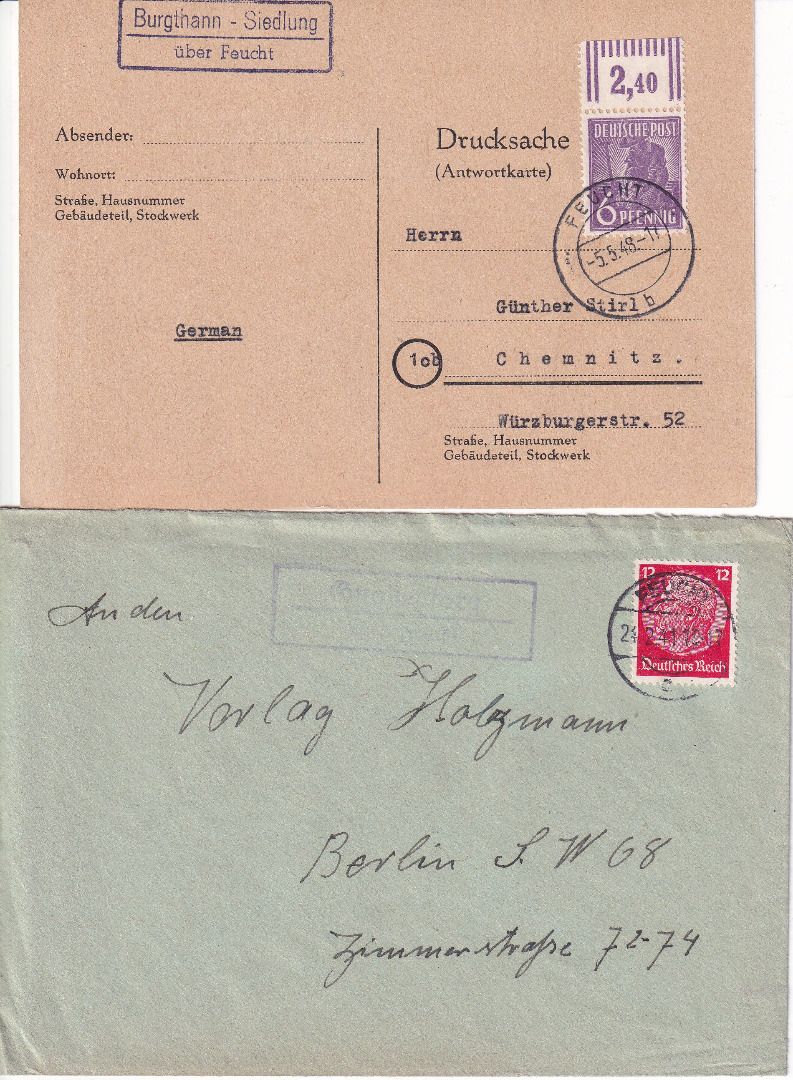 Burgthann - Siedlung
über Feucht
2,40
DEUTSCHE POST
6 PFENNIG
FEUCHT
-5.5.48.-17
b
Absender:
Wohnort:
Straße, Hausnummer
Gebäudeteil, Stockwerk
German
Drucksache
(Antwortkarte)
Herrn
Günther Stirl
Chemnitz.
Würzburgerstr. 52
Straße, Hausnummer
Gebäudeteil, Stockwerk
12 12
Deutsches Reich
An den
Verlag Holzmann
Berlin S. W 68
Zimmerstraße 72-74